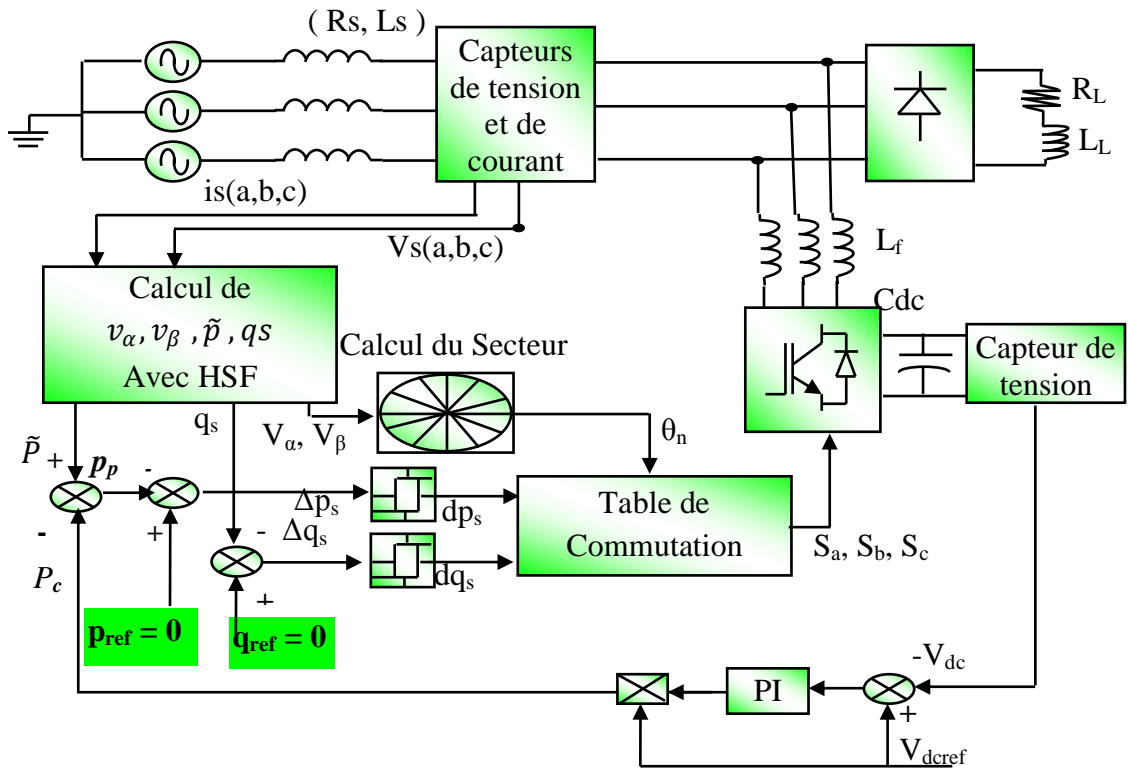 ( Rs, Ls )
Capteurs
de tension
et de
courant
R_L
L_L
is(a,b,c)
Vs(a,b,c)
L_f
Cdc
Calcul de
v_α, v_β , p̃ , qs
Avec HSF
Calcul du Secteur
Capteur de
tension
q_s
V_α, V_β
θ_n
P̃ +
p_p
-
Δp_s
dp_s
Table de
Commutation
S_a, S_b, S_c
-
+
-
Δq_s
dq_s
P_c
+
p_ref = 0
q_ref = 0
-V_dc
PI
+
V_dcref